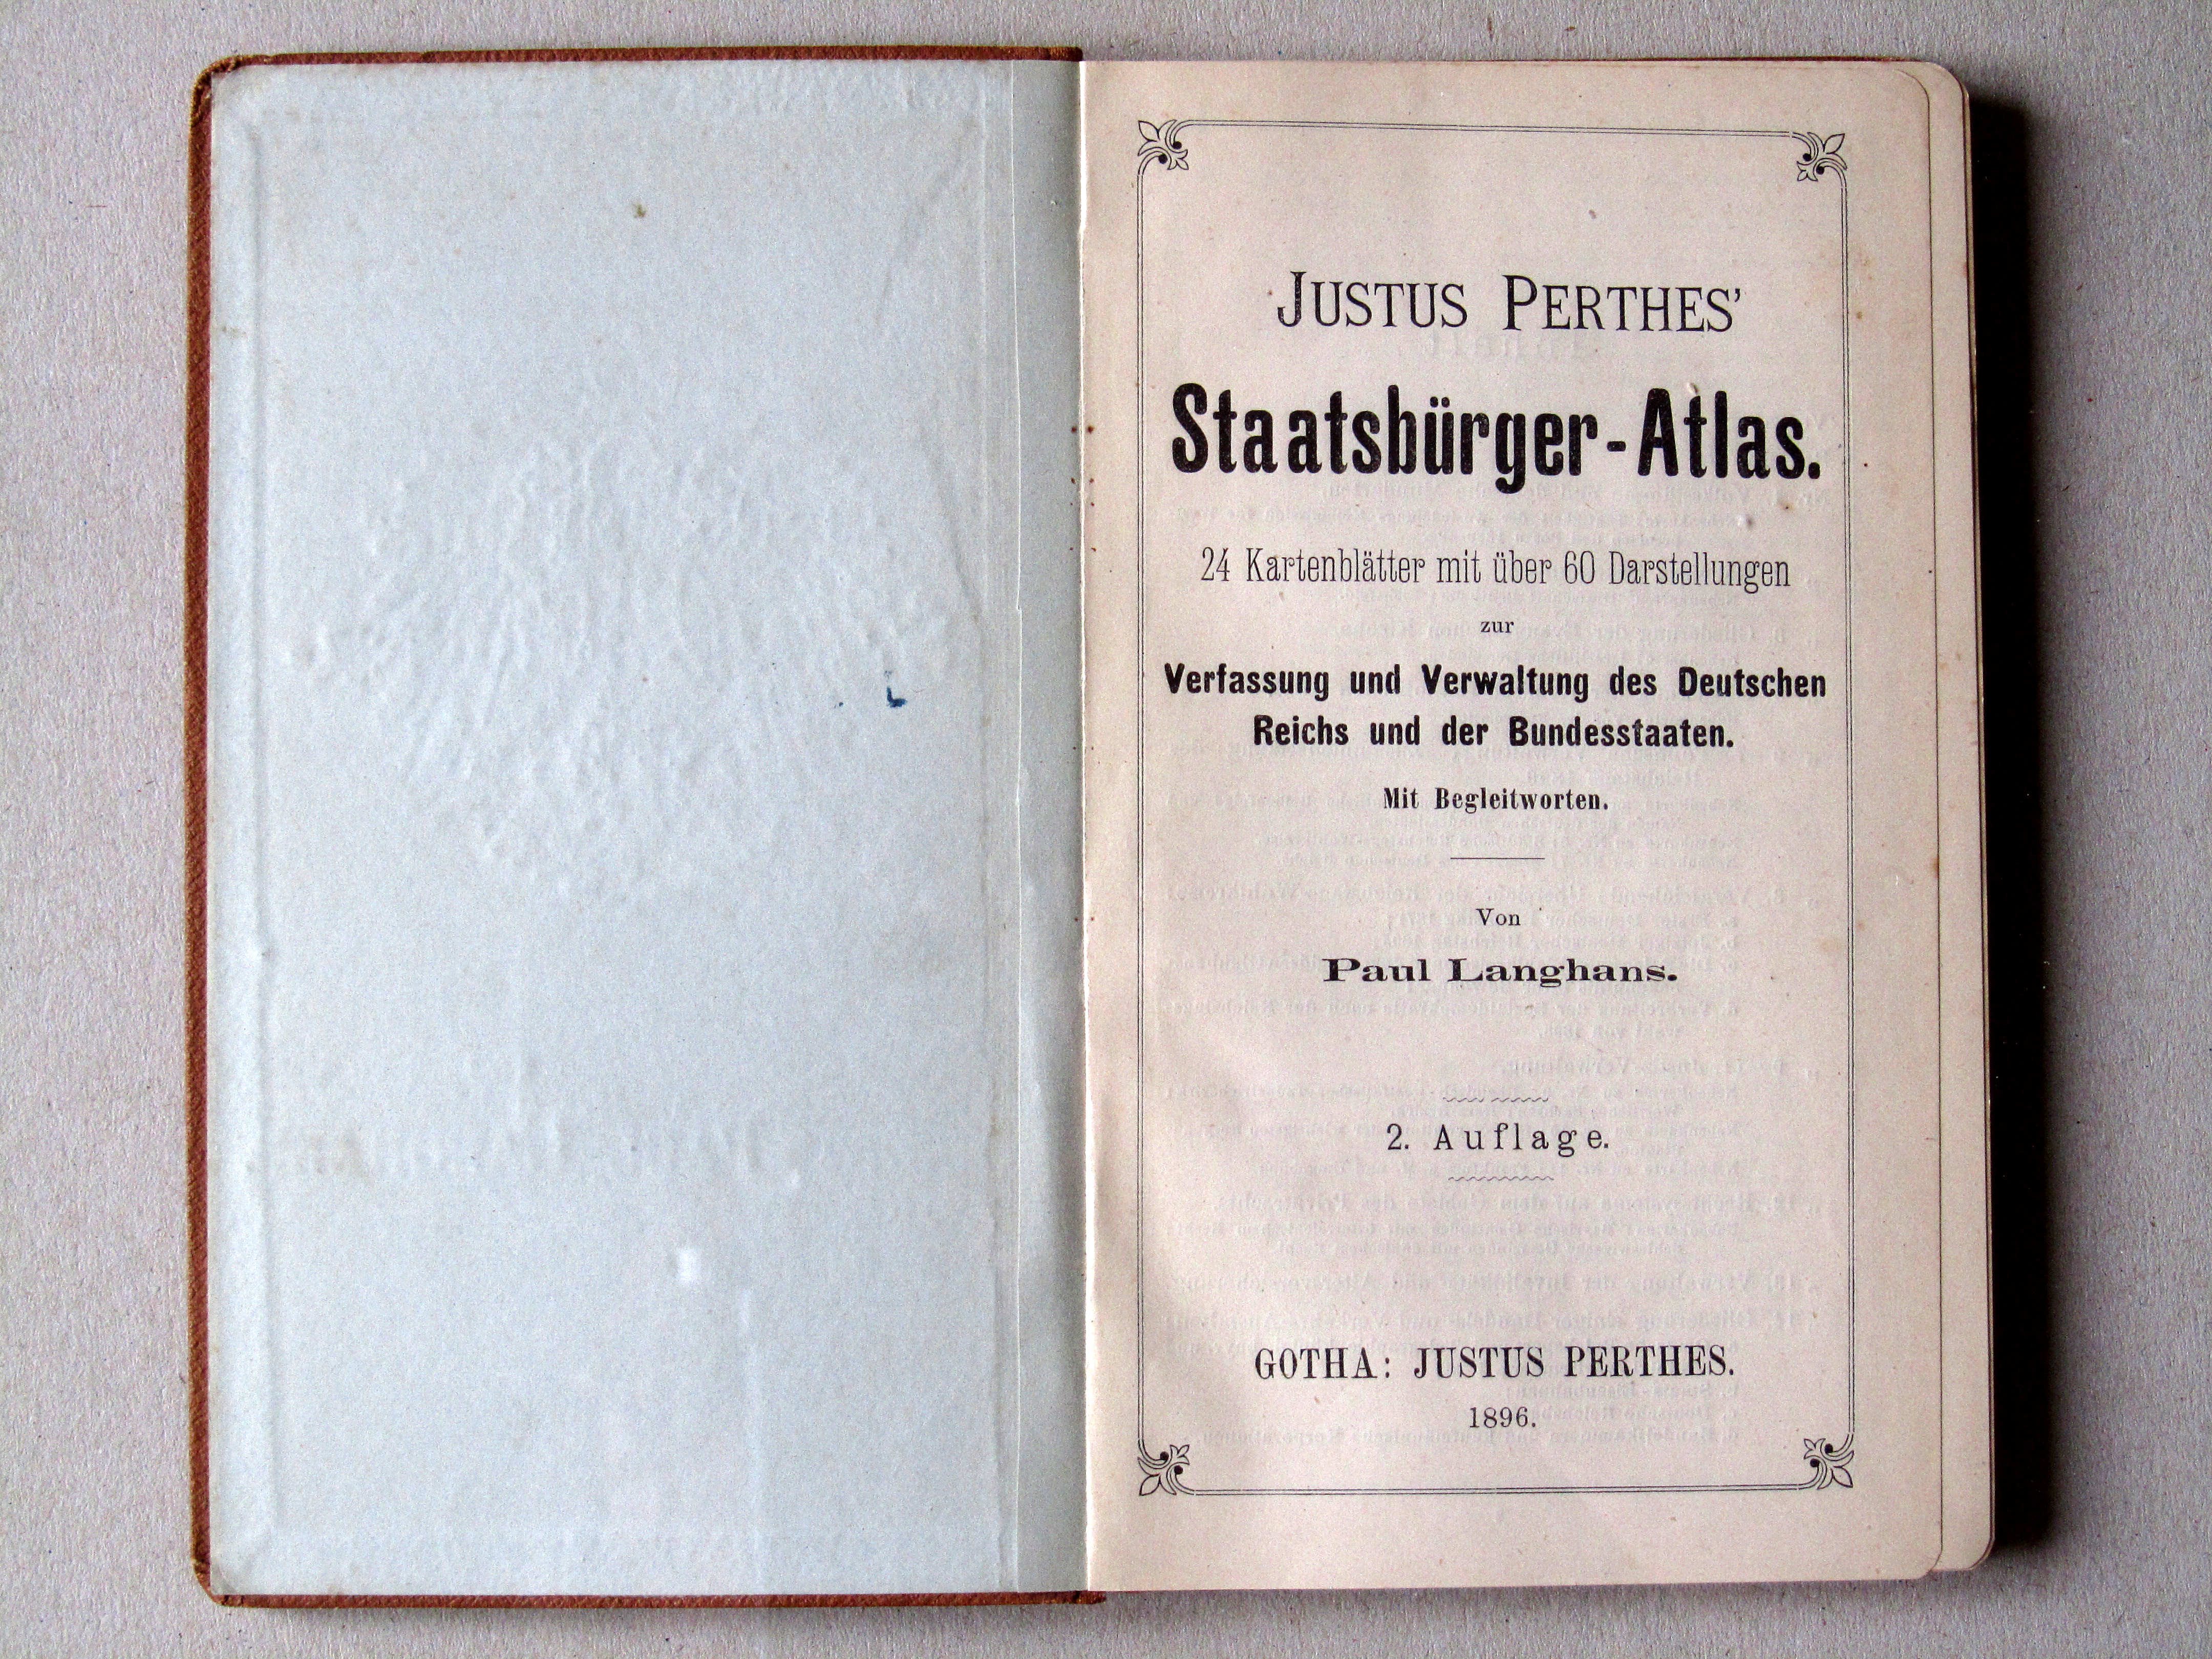 JUSTUS PERTHES'
Staatsbürger-Atlas.
24 Kartenblätter mit über 60 Darstellungen
zur
Verfassung und Verwaltung des Deutschen
Reichs und der Bundesstaaten.
Mit Begleitworten.
Von
Paul Langhans.
2. Auflage.
GOTHA: JUSTUS PERTHES.
1896.